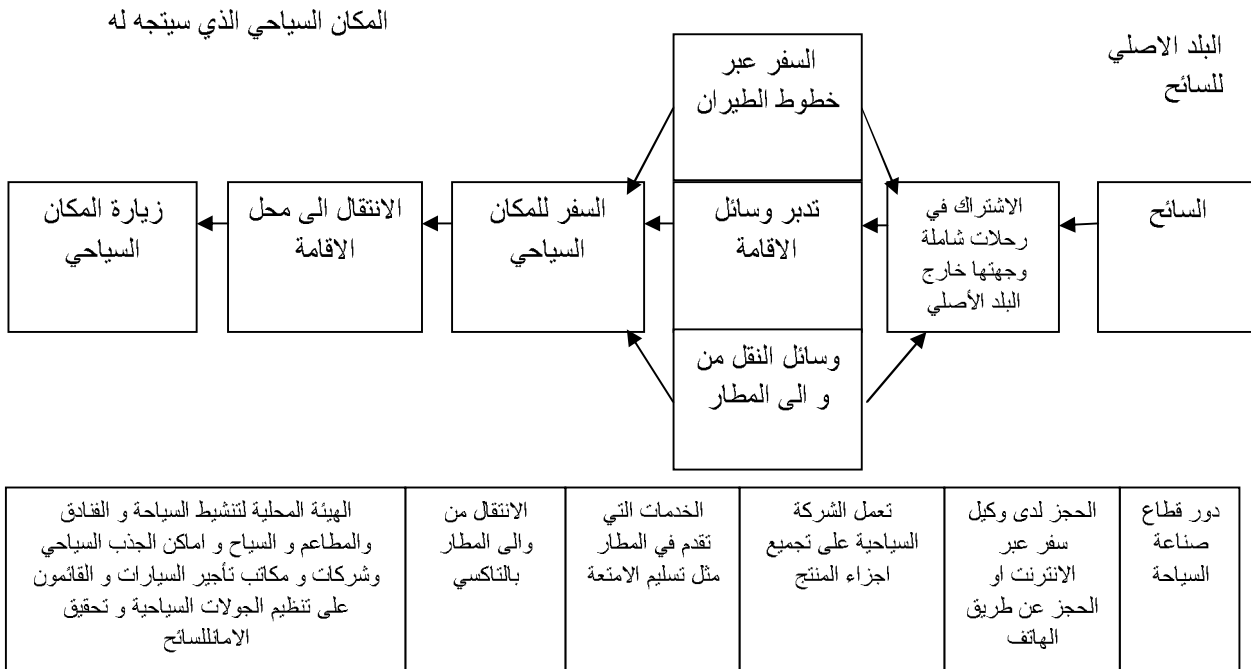 البلد الاصلي
للسائح
المكان السياحي الذي سيتجه له
السفر عبر
خطوط الطيران
السائح
الاشتراك في
رحلات شاملة
وجهتها خارج
البلد الأصلي
تدبر وسائل
الاقامة
السفر للمكان
السياحي
الانتقال الى محل
الاقامة
زيارة المكان
السياحي
وسائل النقل من
و الى المطار
دور قطاع
صناعة
السياحة
الحجز لدى وكيل
سفر عبر
الانترنت او
الحجز عن طريق
الهاتف
تعمل الشركة
السياحية على تجميع
اجزاء المنتج
الخدمات التي
تقدم في المطار
مثل تسليم الامتعة
الانتقال من
والى المطار
بالتاكسي
الهيئة المحلية لتنشيط السياحة و الفنادق
والمطاعم و السياح و اماكن الجذب السياحي
وشركات و مكاتب تأجير السيارات و القائمون
على تنظيم الجولات السياحية و تحقيق
الامانللسائح